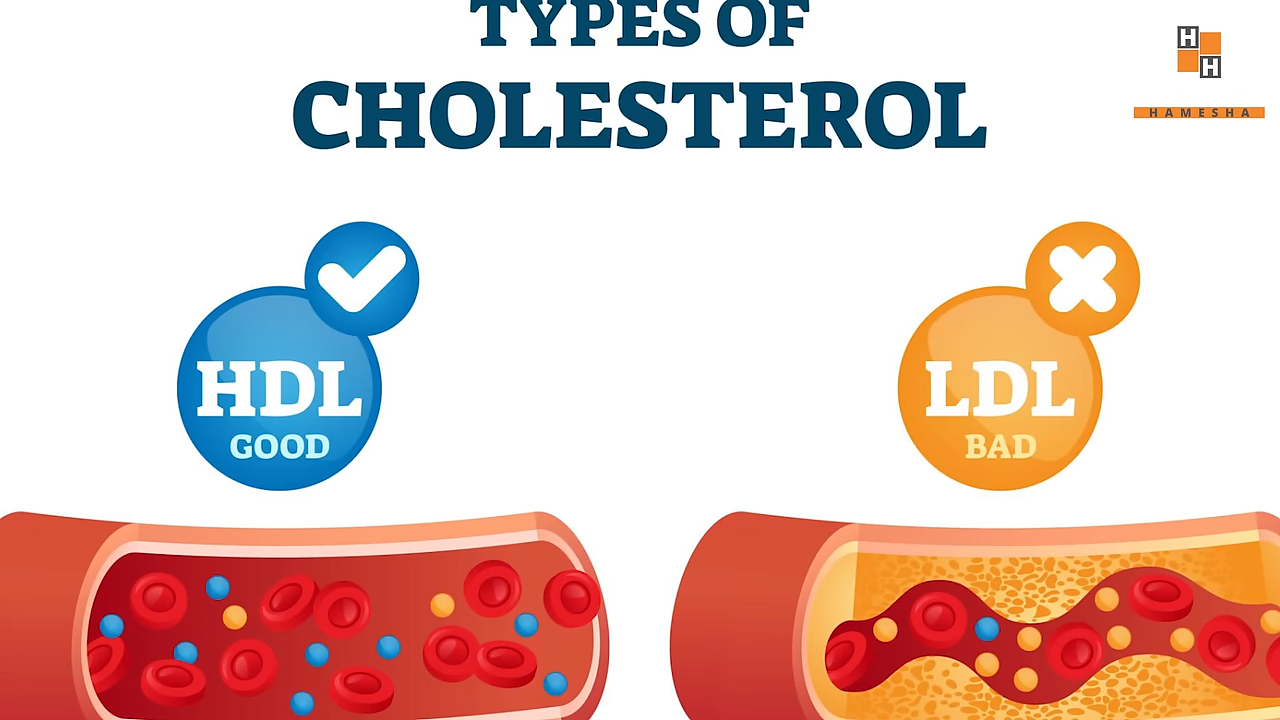 TYPES OF
CHOLESTEROL
H
H
HAMESHA
HDL
GOOD
LDL
BAD